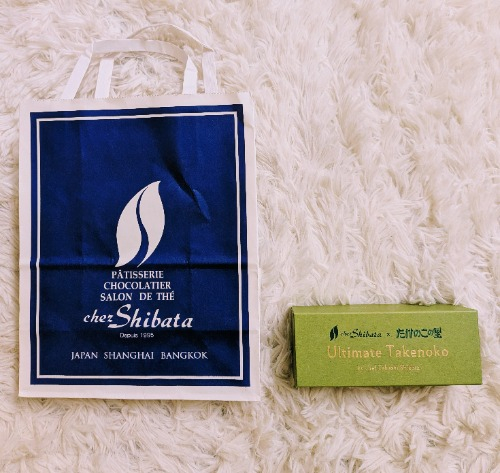 PÂTISSERIE
CHOCOLATIER
SALON DE THÉ
chez Shibata
Depuis 1995
JAPAN SHANGHAI BANGKOK
chez Shibata × たけのこの里
Ultimate Takenoko